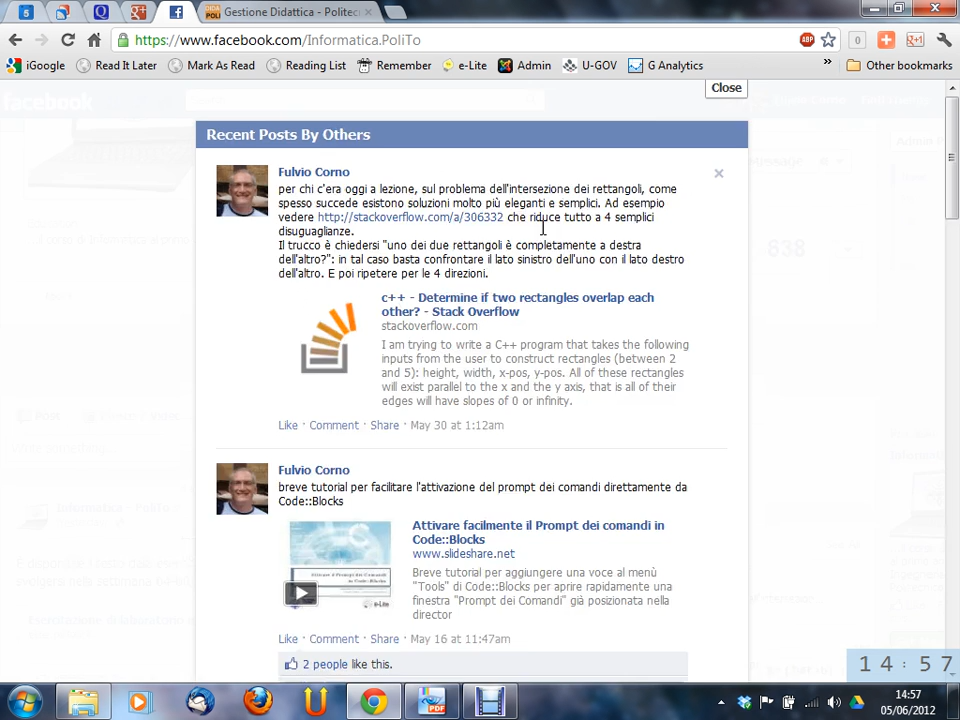 5
Gestione Didattica - Politec
https://www.facebook.com/Informatica.PoliTo
ABP
0
iGoogle
Read It Later
Mark As Read
Reading List
Remember
e-Lite
Admin
U-GOV
G Analytics
»
Other bookmarks
facebook
Close
Recent Posts By Others
Fulvio Corno
per chi c'era oggi a lezione, sul problema dell'intersezione dei rettangoli, come
spesso succede esistono soluzioni molto più eleganti e semplici. Ad esempio
vedere http://stackoverflow.com/a/306332 che riduce tutto a 4 semplici
disuguaglianze.
Il trucco è chiedersi "uno dei due rettangoli è completamente a destra
dell'altro?": in tal caso basta confrontare il lato sinistro dell'uno con il lato destro
dell'altro. E poi ripetere per le 4 direzioni.
c++ - Determine if two rectangles overlap each
other? - Stack Overflow
stackoverflow.com
I am trying to write a C++ program that takes the following
inputs from the user to construct rectangles (between 2
and 5): height, width, x-pos, y-pos. All of these rectangles
will exist parallel to the x and the y axis, that is all of their
edges will have slopes of 0 or infinity.
Like · Comment · Share · May 30 at 1:12am
Fulvio Corno
breve tutorial per facilitare l'attivazione del prompt dei comandi direttamente da
Code::Blocks
Attivare facilmente il Prompt dei comandi in
Code::Blocks
www.slideshare.net
Breve tutorial per aggiungere una voce al menù
"Tools" di Code::Blocks per aprire rapidamente una
finestra "Prompt dei Comandi" già posizionata nella
director
Like · Comment · Share · May 16 at 11:47am
2 people like this.
14:57
14:57
05/06/2012